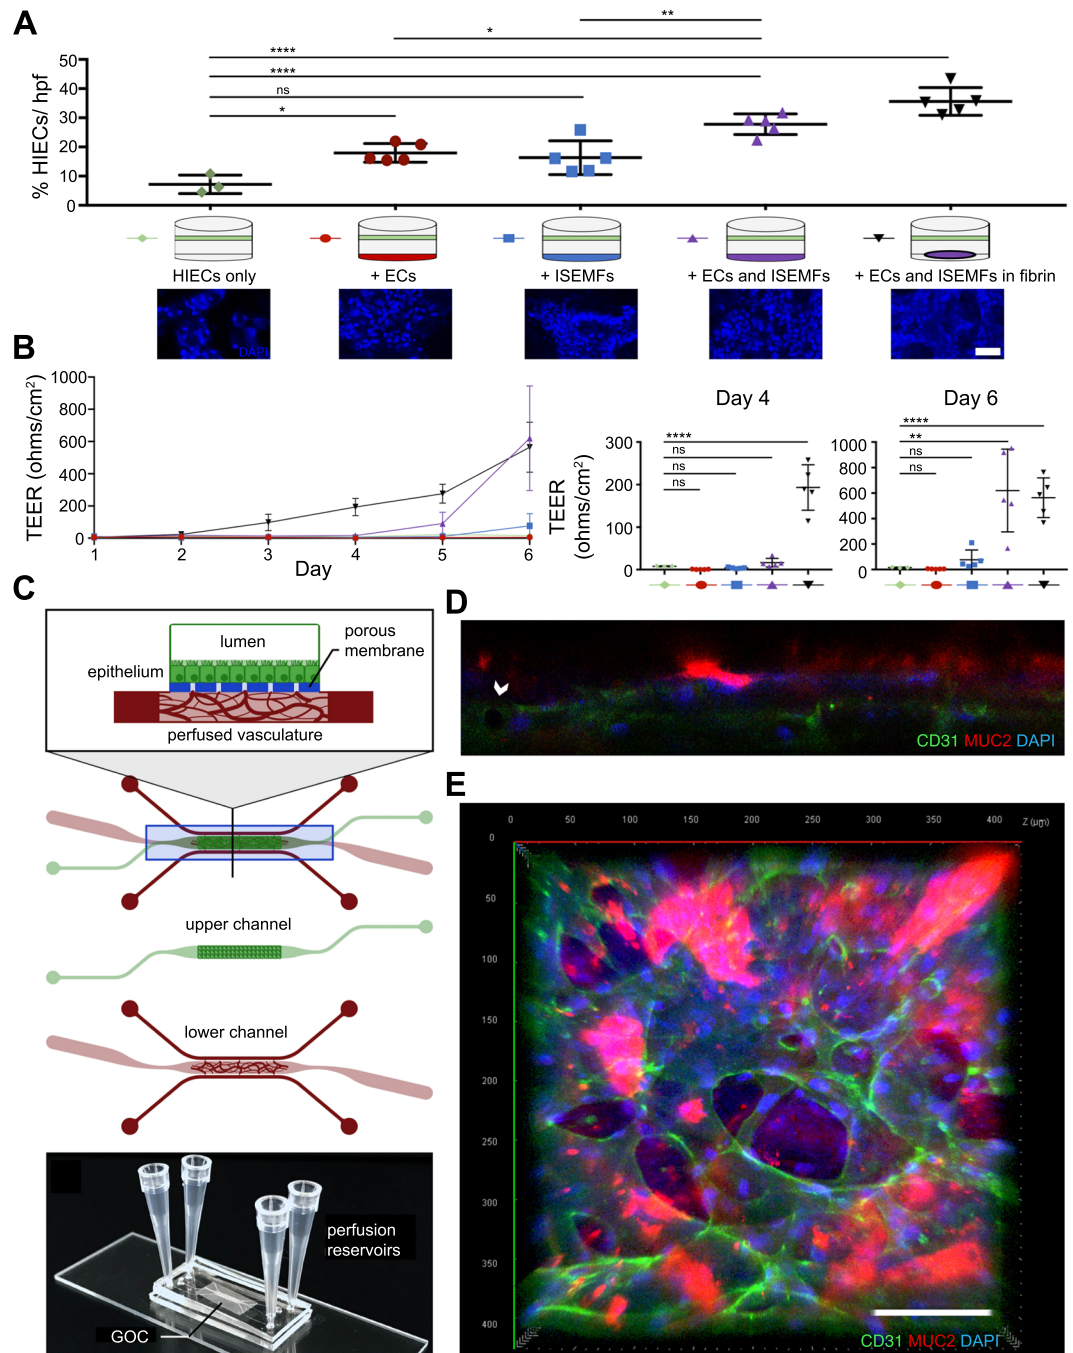 A
**
*
****
****
ns
*
% HIECs/ hpf
50
40
30
20
10
0
HIECs only
+ ECs
+ ISEMFs
+ ECs and ISEMFs
+ ECs and ISEMFs in fibrin
DAPI
B
TEER (ohms/cm²)
1000
800
600
400
200
0
1 2 3 4 5 6
Day
Day 4
TEER
(ohms/cm²)
300
200
100
0
****
ns
ns
ns
Day 6
1000
800
600
400
200
0
****
**
ns
ns
C
lumen
porous
membrane
epithelium
perfused vasculature
upper channel
lower channel
perfusion
reservoirs
GOC
D
CD31 MUC2 DAPI
E
0 50 100 150 200 250 300 350 400 Z (µm)
0
50
100
150
200
250
300
350
400
CD31 MUC2 DAPI